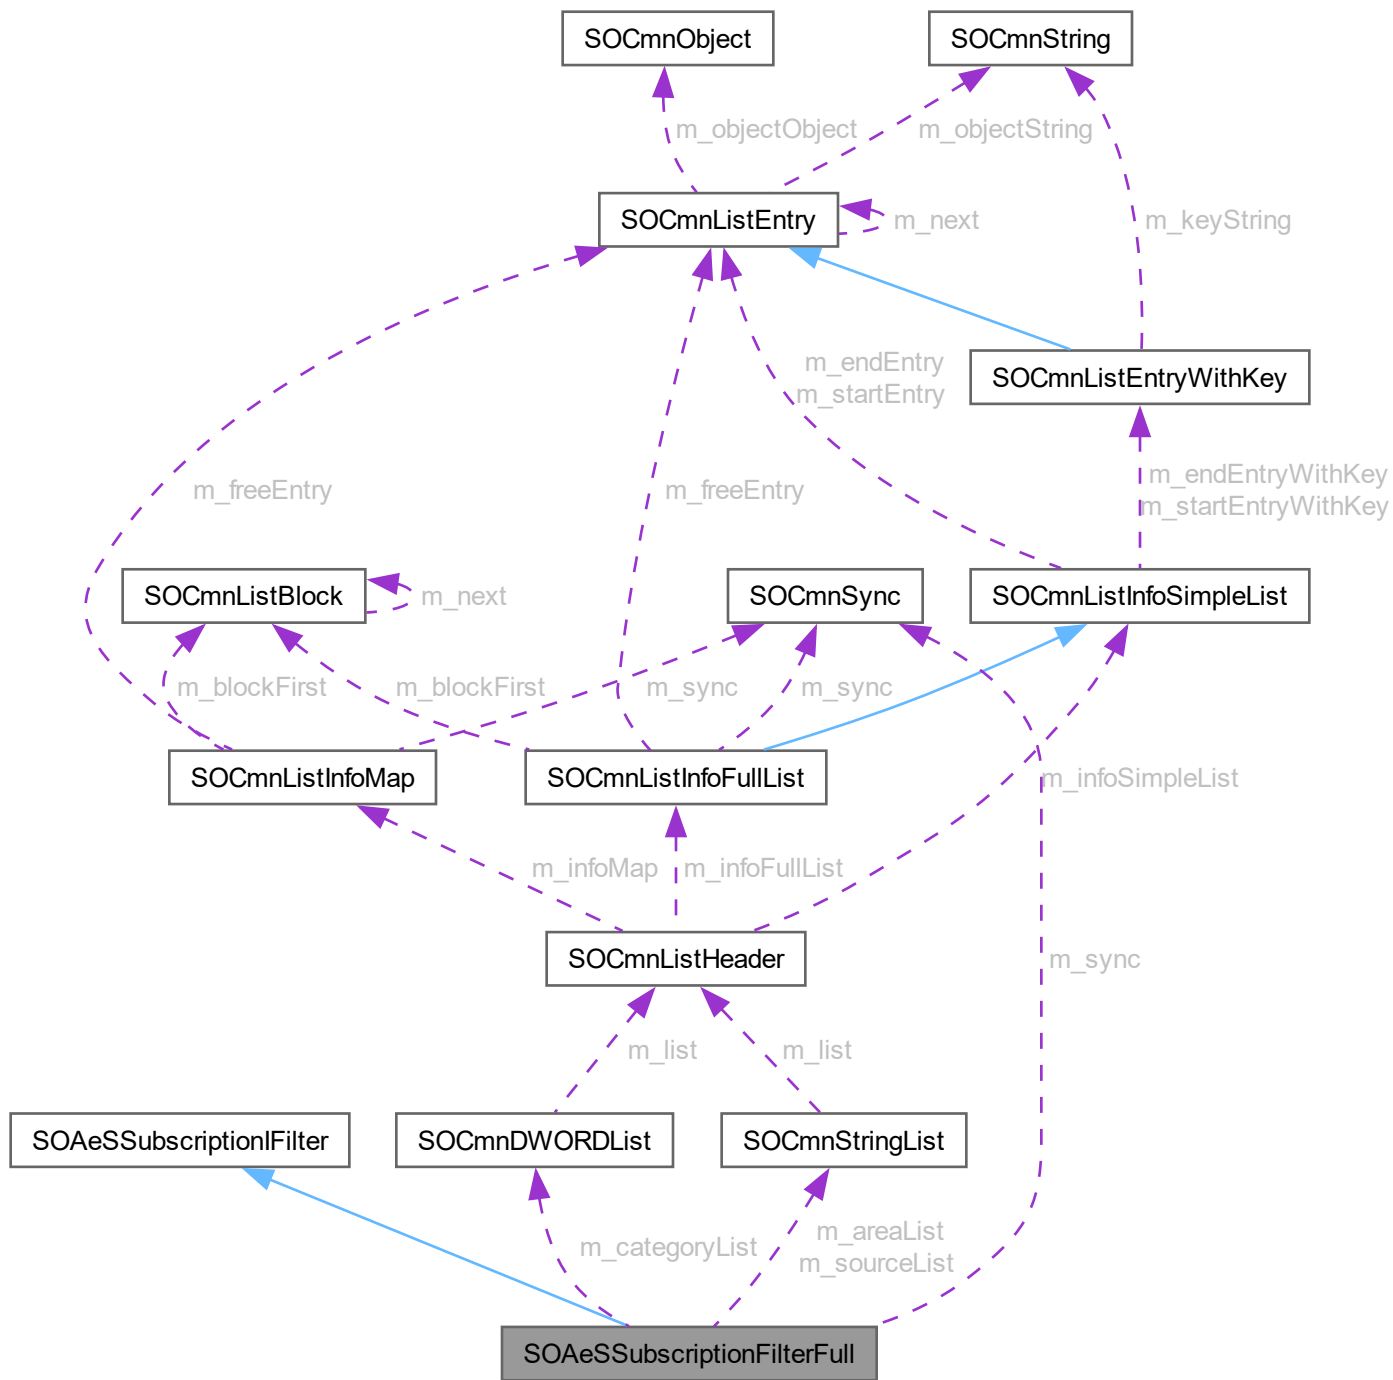 SOCmnObject
SOCmnString
m_objectObject
m_objectString
SOCmnListEntry
m_next
m_keyString
m_endEntry
m_startEntry
SOCmnListEntryWithKey
m_freeEntry
m_freeEntry
m_endEntryWithKey
m_startEntryWithKey
SOCmnListBlock
m_next
SOCmnSync
SOCmnListInfoSimpleList
m_blockFirst
m_blockFirst
m_sync
m_sync
SOCmnListInfoMap
SOCmnListInfoFullList
m_infoSimpleList
m_infoMap
m_infoFullList
SOCmnListHeader
m_sync
m_list
m_list
SOAeSSubscriptionIFilter
SOCmnDWORDList
SOCmnStringList
m_categoryList
m_areaList
m_sourceList
SOAeSSubscriptionFilterFull